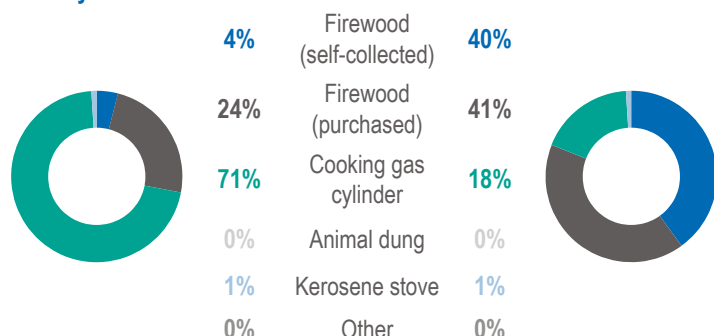 4% Firewood (self-collected) 40%
24% Firewood (purchased) 41%
71% Cooking gas cylinder 18%
0% Animal dung 0%
1% Kerosene stove 1%
0% Other 0%